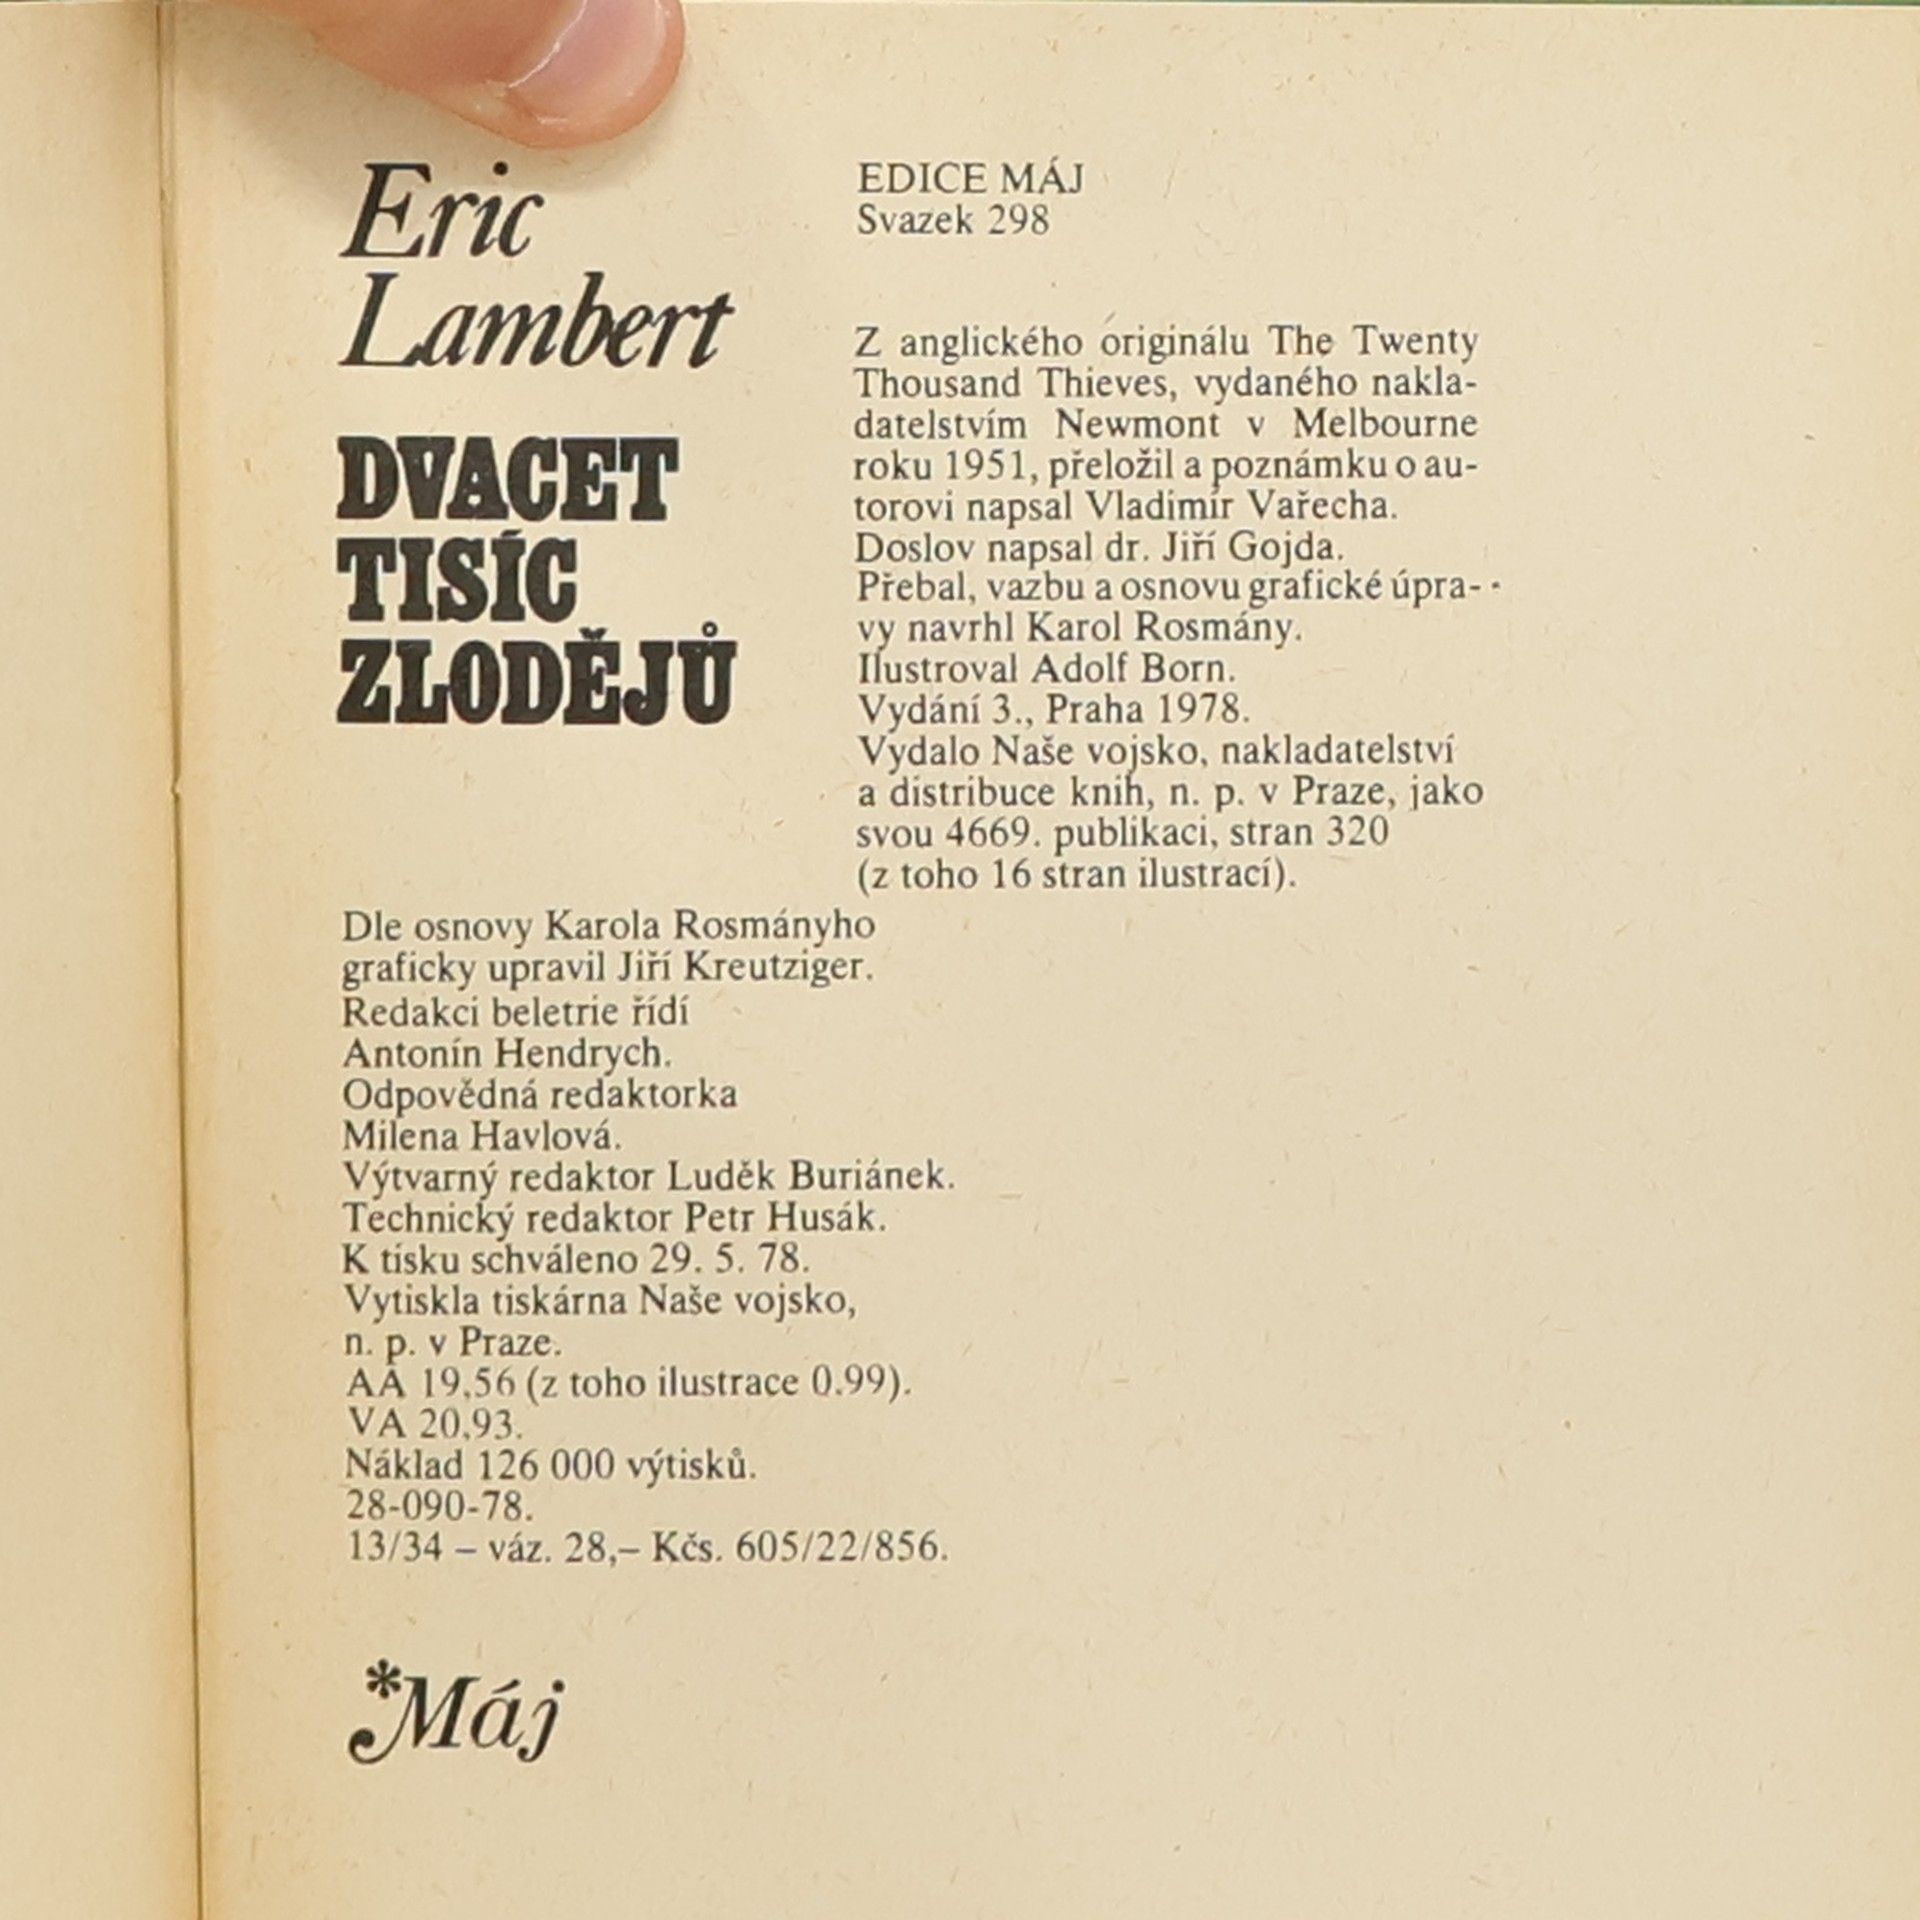 Eric
Lambert
DVACET
TISÍC
ZLODĚJŮ
EDICE MÁJ
Svazek 298
Z anglického originálu The Twenty
Thousand Thieves, vydaného nakla-
datelstvím Newmont v Melbourne
roku 1951, přeložil a poznámku o au-
torovi napsal Vladimír Vařecha.
Doslov napsal dr. Jiří Gojda.
Přebal, vazbu a osnovu grafické úpra-
vy navrhl Karol Rosmány.
Ilustroval Adolf Born.
Vydání 3., Praha 1978.
Vydalo Naše vojsko, nakladatelství
a distribuce knih, n. p. v Praze, jako
svou 4669. publikaci, stran 320
(z toho 16 stran ilustrací).
Dle osnovy Karola Rosmányho
graficky upravil Jiří Kreutziger.
Redakci beletrie řídí
Antonín Hendrych.
Odpovědná redaktorka
Milena Havlová.
Výtvarný redaktor Luděk Buriánek.
Technický redaktor Petr Husák.
K tisku schváleno 29. 5. 78.
Vytiskla tiskárna Naše vojsko,
n. p. v Praze.
AA 19,56 (z toho ilustrace 0.99).
VA 20,93.
Náklad 126 000 výtisků.
28-090-78.
13/34 – váz. 28,– Kčs. 605/22/856.
*Máj